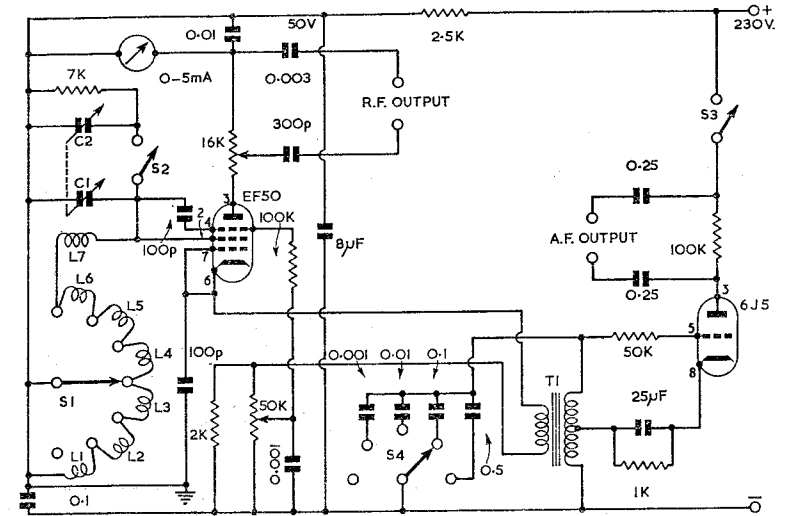 0.01
50V
2.5K
+
230V.
0-5mA
0.003
7K
R.F. OUTPUT
S3
C2
16K
300p
S2
0.25
C1
3
EF50
2
4
100K
100p
7
8µF
A.F. OUTPUT
100K
L7
6
0.25
L6
3
6J5
L5
5
L4
100p
0.001
0.01
0.1
50K
8
T1
S1
L3
50K
25µF
2K
S4
L1
L2
0.5
0.1
1K